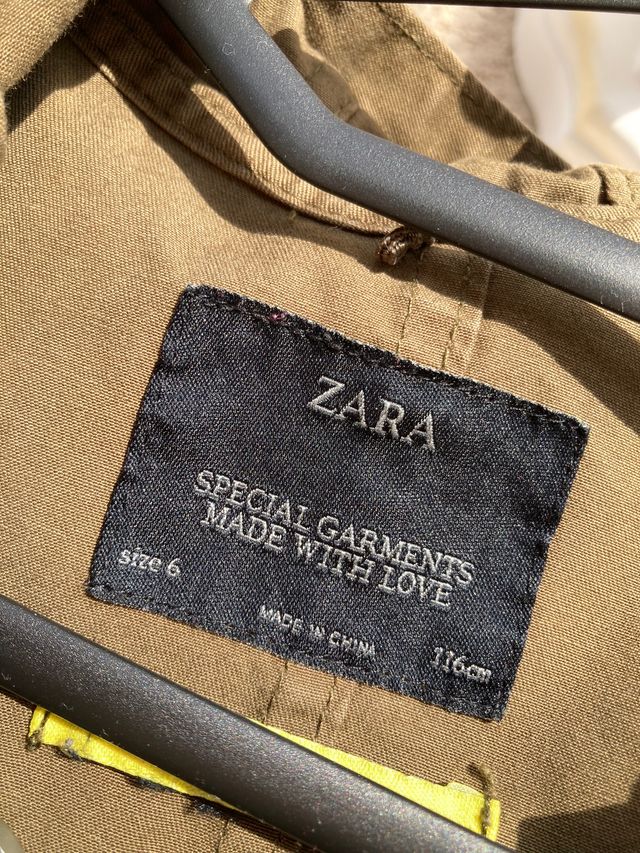 ZARA
SPECIAL GARMENTS
MADE WITH LOVE
size 6
MADE IN CHINA
116cm